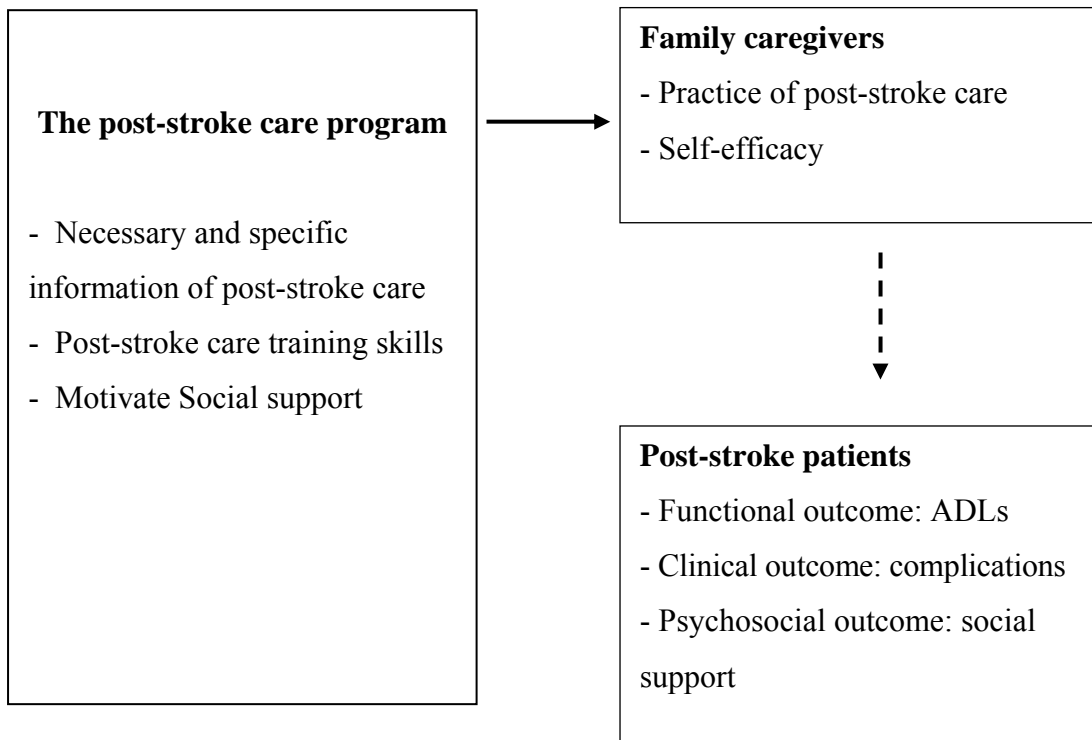 The post-stroke care program
- Necessary and specific
information of post-stroke care
- Post-stroke care training skills
- Motivate Social support
Family caregivers
- Practice of post-stroke care
- Self-efficacy
Post-stroke patients
- Functional outcome: ADLs
- Clinical outcome: complications
- Psychosocial outcome: social
support